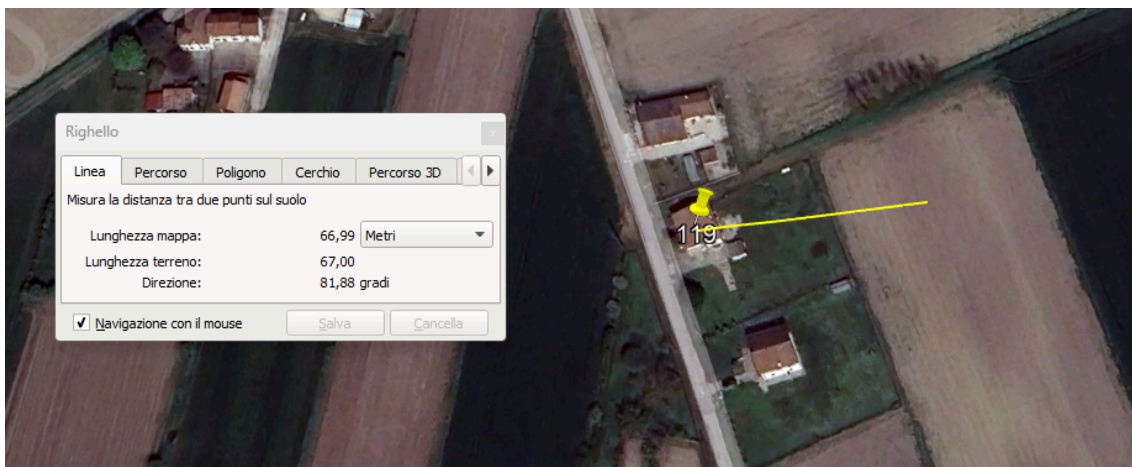 Righello
x
Linea Percorso Poligono Cerchio Percorso 3D
Misura la distanza tra due punti sul suolo
Lunghezza mappa: 66,99 Metri
Lunghezza terreno: 67,00
Direzione: 81,88 gradi
Navigazione con il mouse Salva Cancella
119